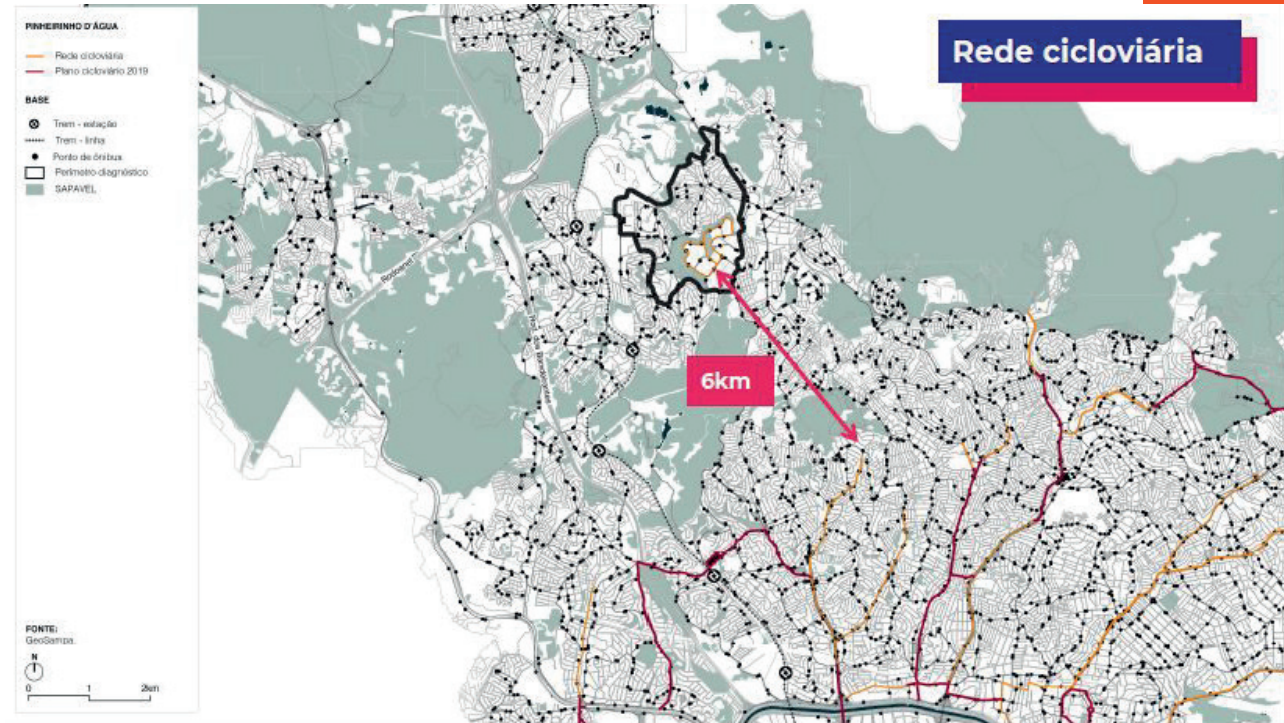 PINHEIRINHO D'ÁGUA
Rede cicloviária
Plano cicloviário 2019
BASE
Trem - estação
Trem - linha
Ponto de ônibus
Perímetro diagnóstico
SAPAVEL
FONTE:
GeoSampa.
N
0 1 2km
Rede cicloviária
6km
Rodoanel